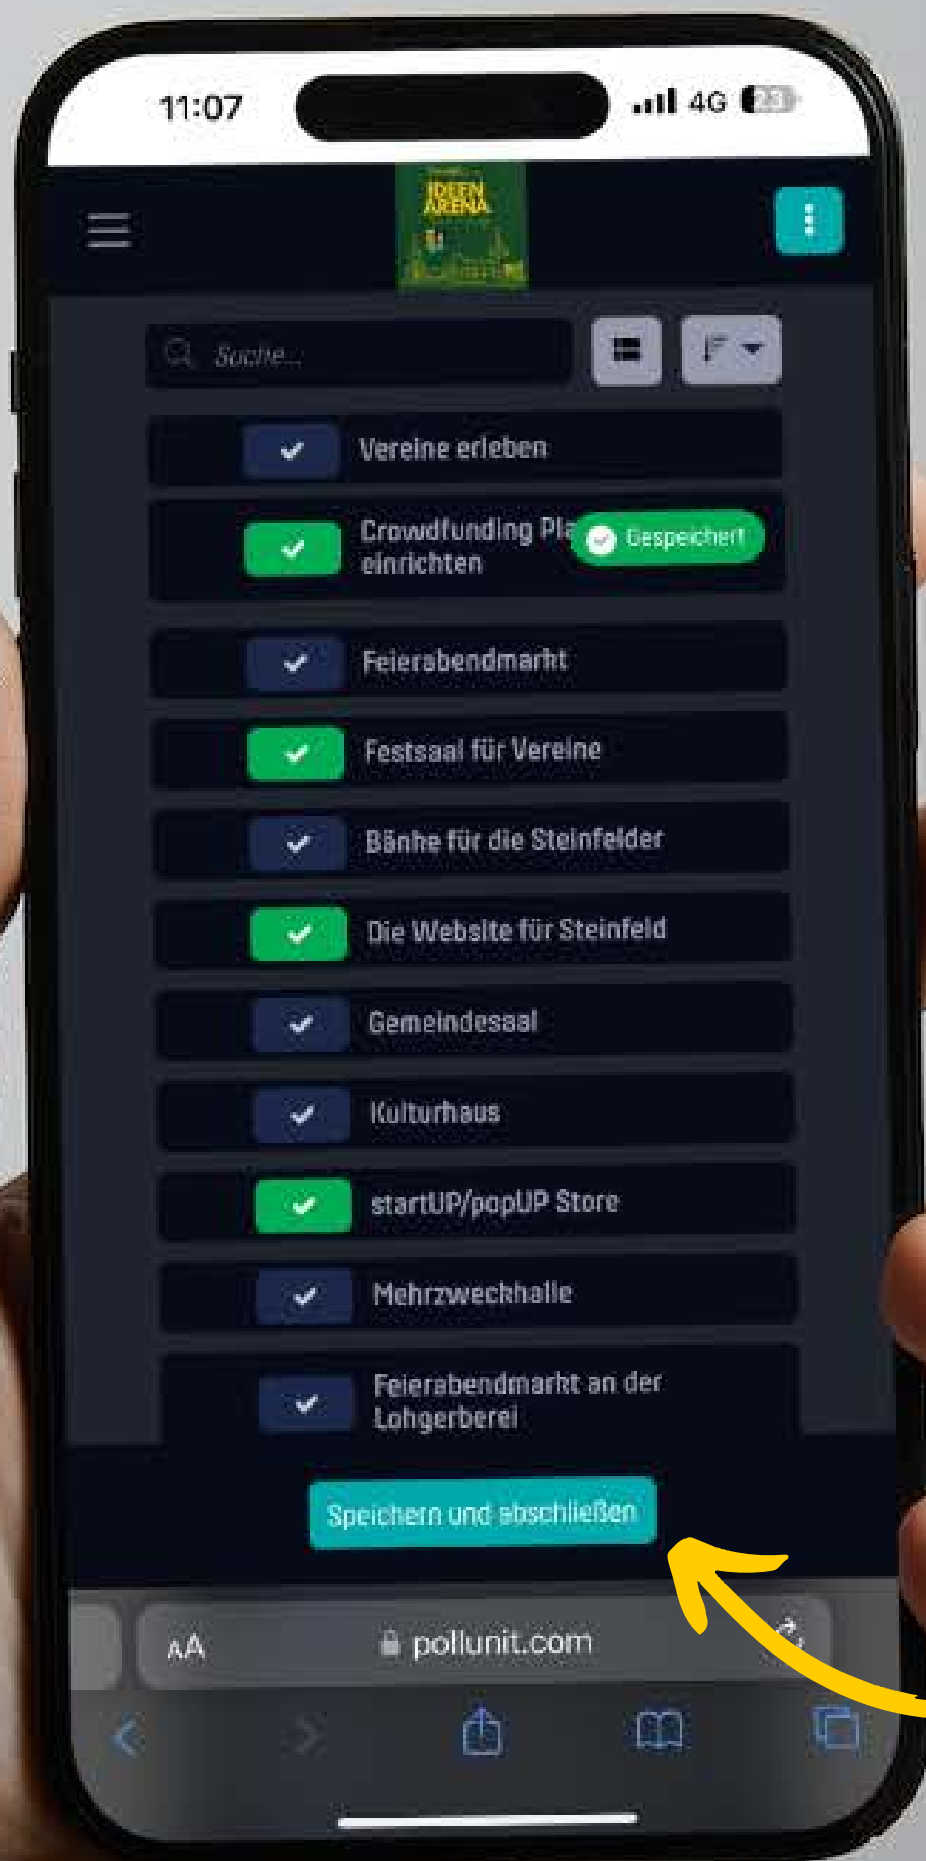 11:07
4G 23
IDEEN
ARENA
Suche...
Vereine erleben
Crowdfunding Pla
einrichten
Gespeichert
Feierabendmarkt
Festsaal für Vereine
Bänke für die Steinfelder
Die Website für Steinfeld
Gemeindesaal
Kulturhaus
startUP/popUP Store
Mehrzweckhalle
Feierabendmarkt an der
Lohgerberei
Speichern und abschließen
AA
pollunit.com